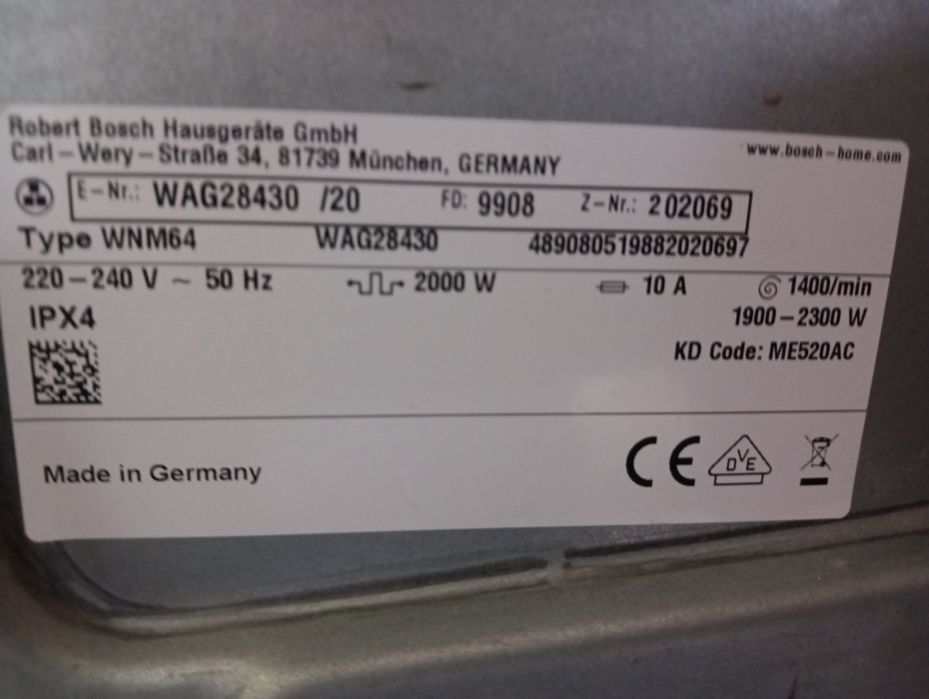 Robert Bosch Hausgeräte GmbH
Carl-Wery-Straße 34, 81739 München, GERMANY
www.bosch-home.com
E-Nr.: WAG28430 /20 FD: 9908 Z-Nr.: 202069
Type WNM64 WAG28430 489080519882020697
220-240 V ~ 50 Hz 2000 W 10 A 1400/min
IPX4 1900-2300 W
KD Code: ME520AC
Made in Germany
CE DVE